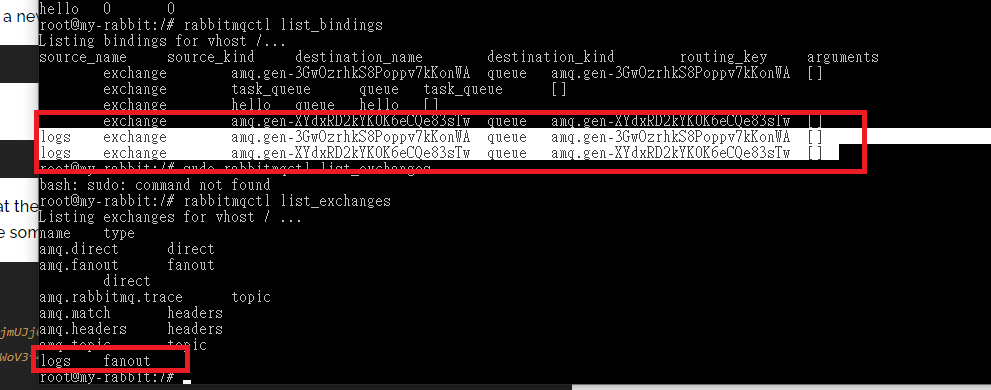 a nev
hello 0 0
root@my-rabbit:/# rabbitmqctl list_bindings
Listing bindings for vhost /...
source_name source_kind destination_name destination_kind routing_key arguments
exchange amq.gen-3GwOzrhkS8Poppv7kKonWA queue amq.gen-3GwOzrhkS8Poppv7kKonWA []
exchange task_queue queue task_queue []
exchange hello queue hello []
exchange amq.gen-XYdxRD2kYK0K6eCQe83sTw queue amq.gen-XYdxRD2kYK0K6eCQe83sTw []
logs exchange amq.gen-3GwOzrhkS8Poppv7kKonWA queue amq.gen-3GwOzrhkS8Poppv7kKonWA []
logs exchange amq.gen-XYdxRD2kYK0K6eCQe83sTw queue amq.gen-XYdxRD2kYK0K6eCQe83sTw []
root@my-rabbit:/# sudo rabbitmqctl list_exchanges
bash: sudo: command not found
root@my-rabbit:/# rabbitmqctl list_exchanges
at the
Listing exchanges for vhost / ...
e som
name type
amq.direct direct
amq.fanout fanout
direct
amq.rabbitmq.trace topic
amq.match headers
amq.headers headers
jmUJj
amq.topic topic
WoV3
logs fanout
root@my-rabbit:/#